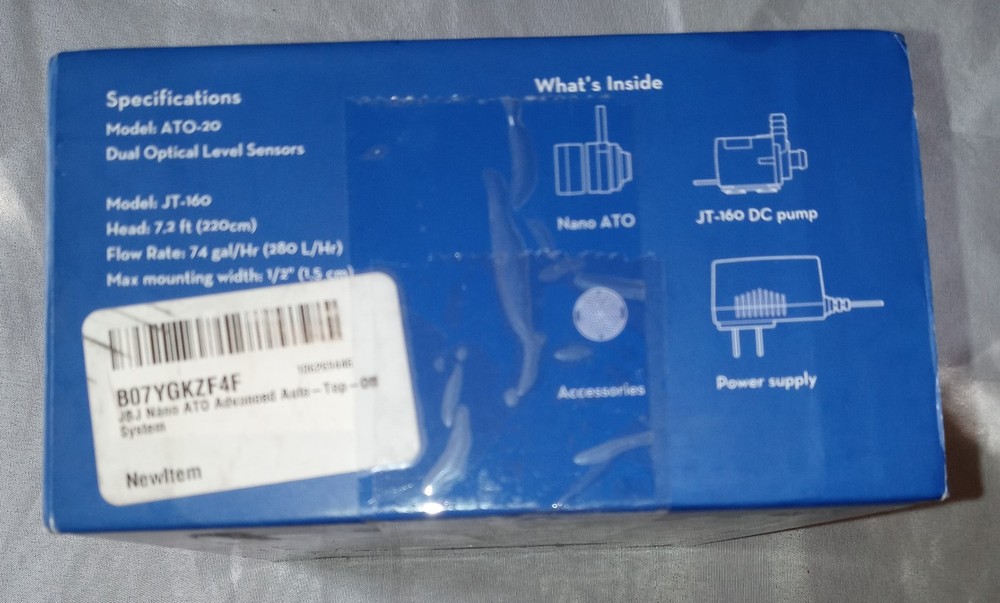 Specifications
Model: ATO-20
Dual Optical Level Sensors
Model: JT-160
Head: 7.2 ft (220cm)
Flow Rate: 74 gal/Hr (280 L/Hr)
Max mounting width: 1/2" (1.5 cm)
B07YGKZF4F
JBJ Nano ATO Advanced Auto-Top-Off
System
NewItem
What's Inside
Nano ATO
JT-160 DC pump
Accessories
Power supply